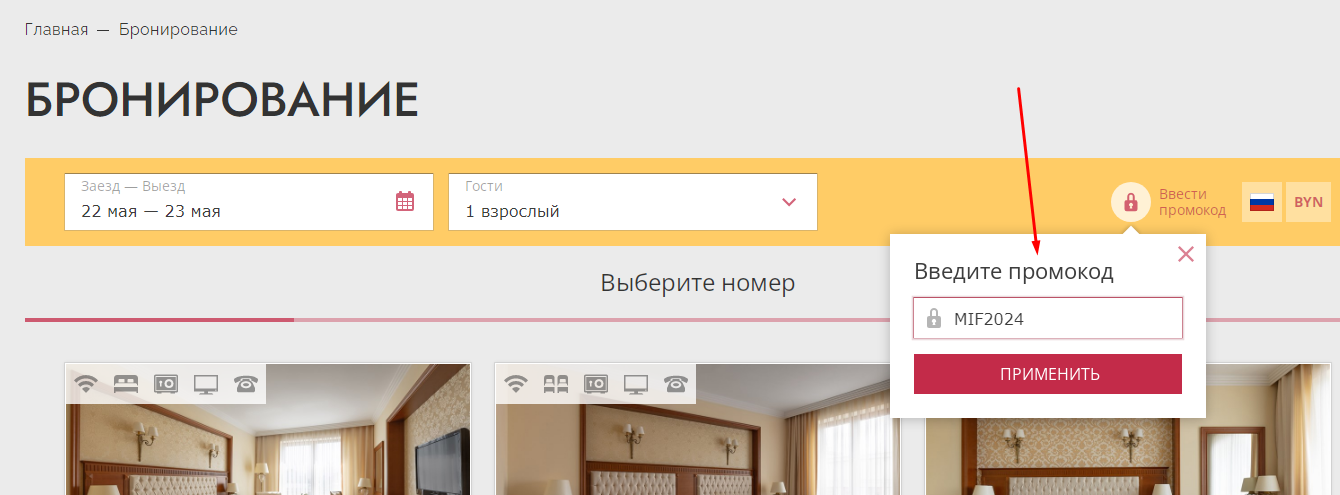 Главная — Бронирование
БРОНИРОВАНИЕ
Заезд — Выезд
22 мая — 23 мая
Гости
1 взрослый
Ввести
промокод
BYN
Введите промокод
MIF2024
ПРИМЕНИТЬ
Выберите номер